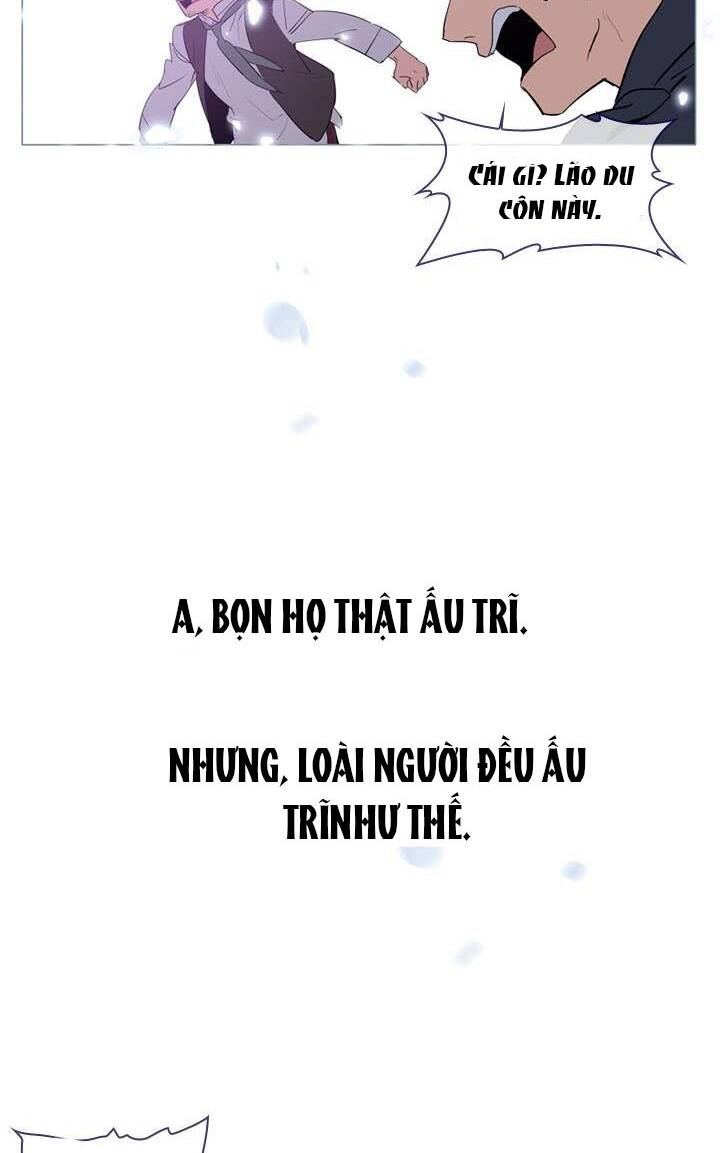 CÁI GÌ? LÃO DU
CÔN NÀY.
A, BỌN HỌ THẬT ẤU TRĨ.
NHƯNG, LOÀI NGƯỜI ĐỀU ẤU
TRĨNHƯ THẾ.